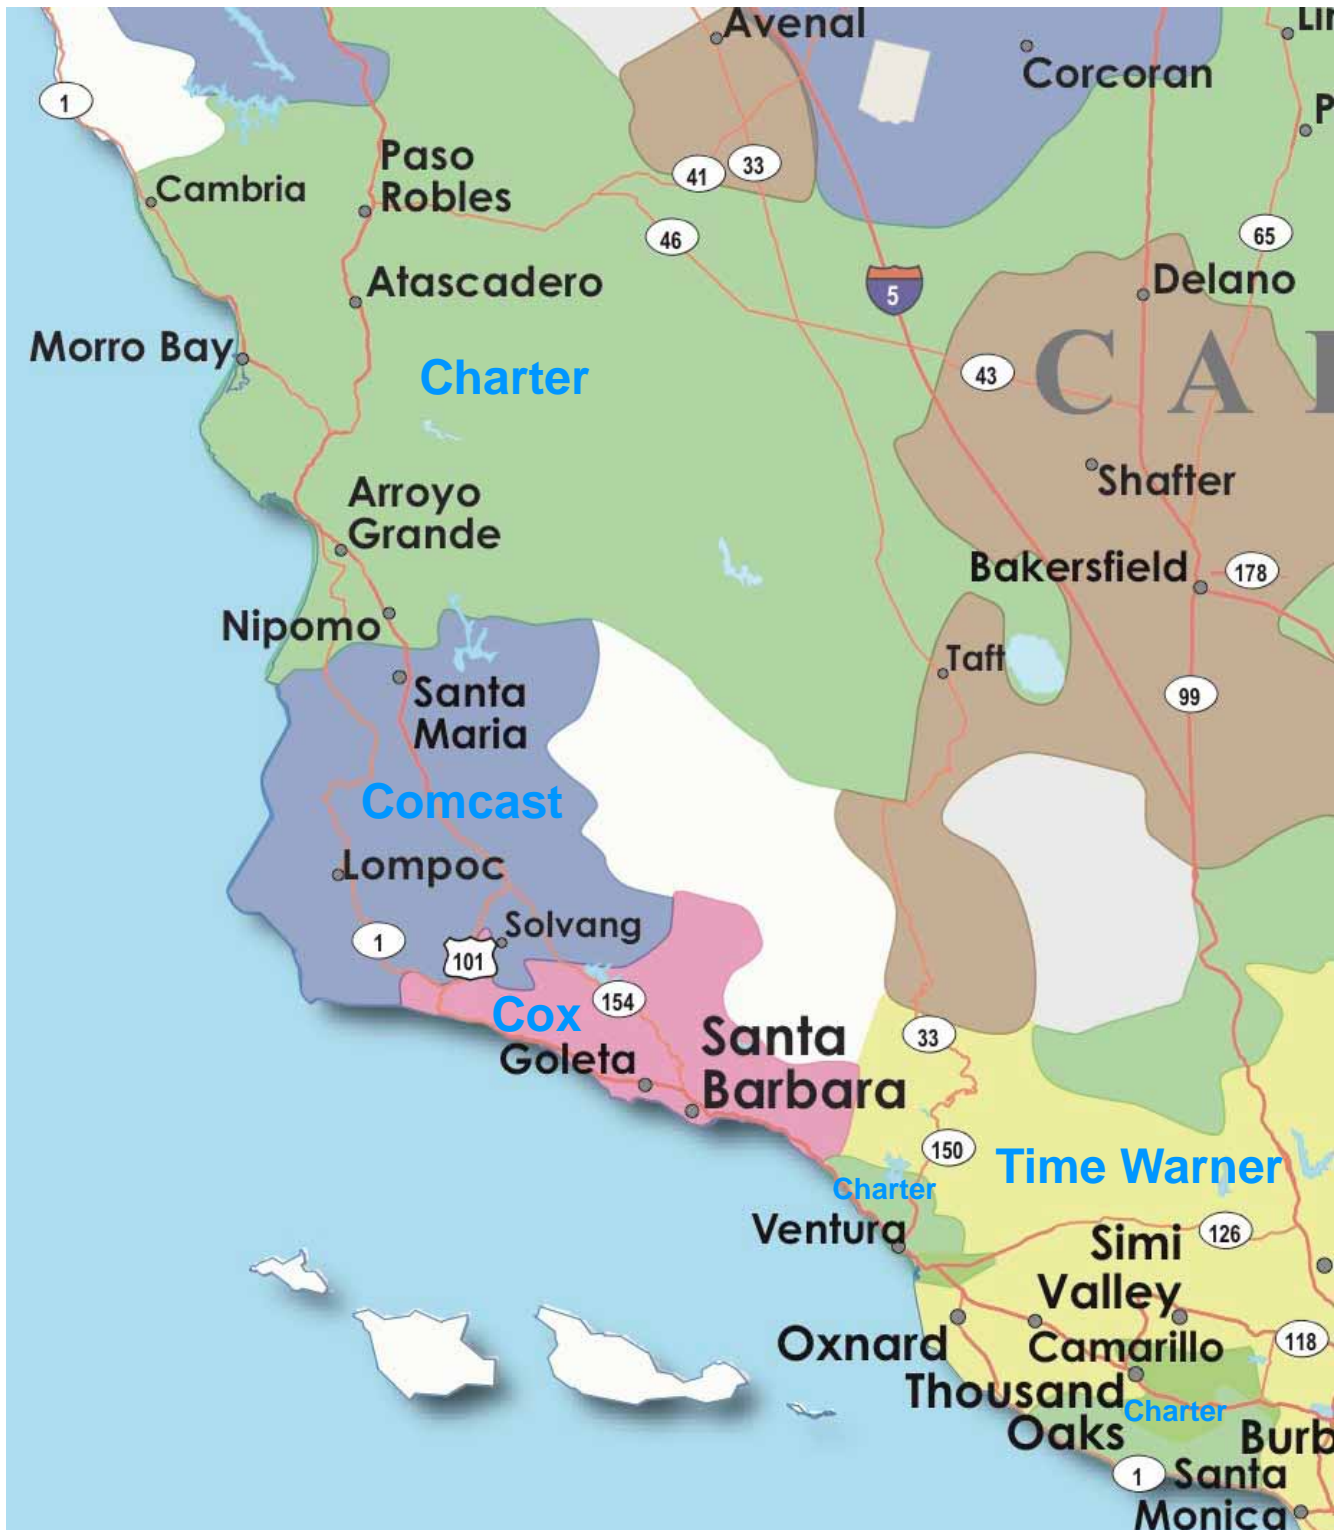 Avenal
Lin
Corcoran
1
P
Paso
Robles
41
33
Cambria
46
65
Atascadero
5
Delano
Morro Bay
Charter
43
C A
Shafter
Arroyo
Grande
Bakersfield
178
Nipomo
Taft
Santa
Maria
99
Comcast
Lompoc
Solvang
1
101
Cox
154
Goleta
Santa
Barbara
33
150
Time Warner
Charter
Ventura
126
Simi
Valley
Oxnard
Camarillo
118
Thousand
Oaks
Charter
Burb
1
Santa
Monica